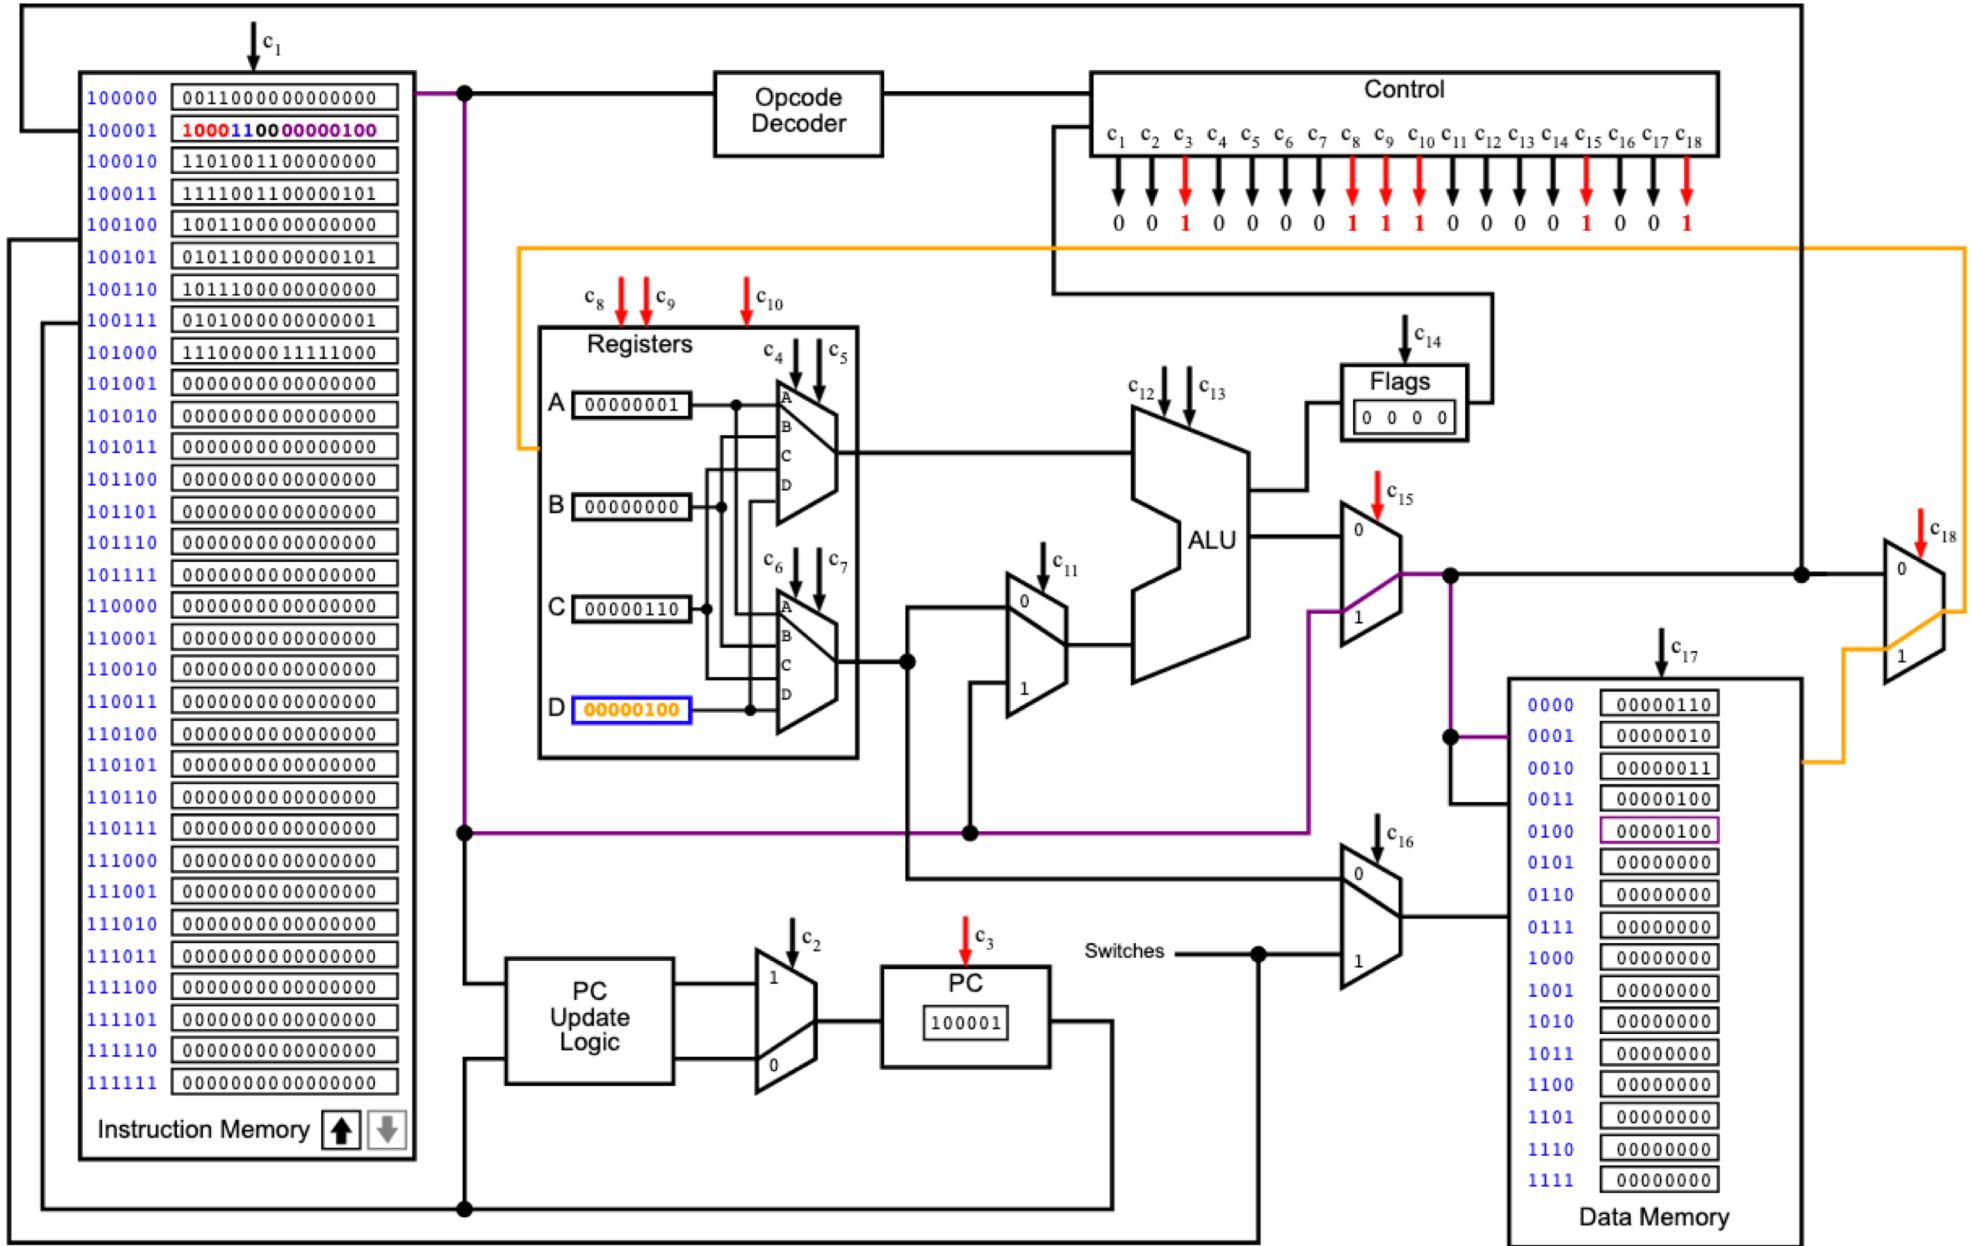 c1
100000 0011000000000000
100001 1000110000000100
100010 1101001100000000
100011 1111001100000101
100100 1001100000000000
100101 0101100000000101
100110 1011100000000000
100111 0101000000000001
101000 1110000011111000
101001 0000000000000000
101010 0000000000000000
101011 0000000000000000
101100 0000000000000000
101101 0000000000000000
101110 0000000000000000
101111 0000000000000000
110000 0000000000000000
110001 0000000000000000
110010 0000000000000000
110011 0000000000000000
110100 0000000000000000
110101 0000000000000000
110110 0000000000000000
110111 0000000000000000
111000 0000000000000000
111001 0000000000000000
111010 0000000000000000
111011 0000000000000000
111100 0000000000000000
111101 0000000000000000
111110 0000000000000000
111111 0000000000000000
Instruction Memory
Opcode
Decoder
Control
c1 c2 c3 c4 c5 c6 c7 c8 c9 c10 c11 c12 c13 c14 c15 c16 c17 c18
0 0 1 0 0 0 0 1 1 1 0 0 0 0 1 0 0 1
c8 c9 c10
Registers
c4 c5
A 00000001
A
B
C
D
B 00000000
c6 c7
C 00000110
A
B
C
D
D 00000100
c11
0
1
c12 c13
ALU
c14
Flags
0 0 0 0
c15
0
1
c18
0
1
c16
0
1
Switches
PC
Update
Logic
c2
1
0
c3
PC
100001
c17
0000 00000110
0001 00000010
0010 00000011
0011 00000100
0100 00000100
0101 00000000
0110 00000000
0111 00000000
1000 00000000
1001 00000000
1010 00000000
1011 00000000
1100 00000000
1101 00000000
1110 00000000
1111 00000000
Data Memory